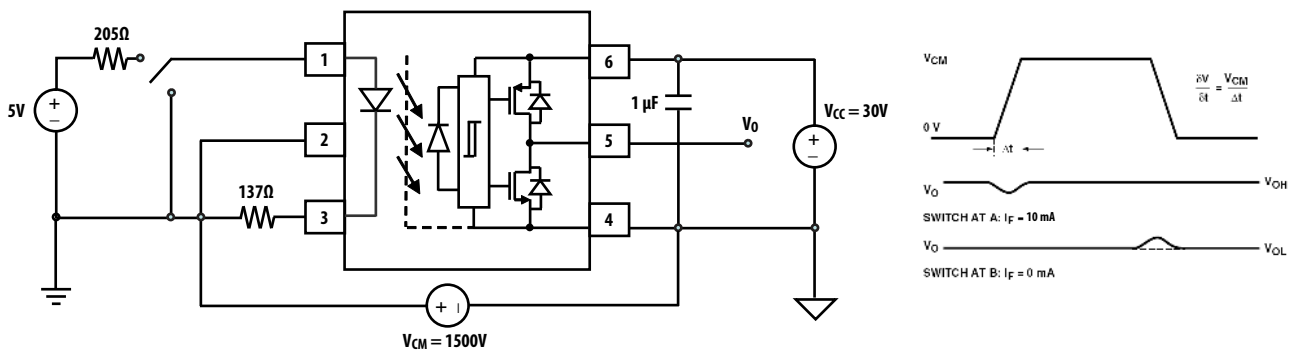 205Ω
5V
+
−
137Ω
1
2
3
6
5
4
1 µF
VO
VCC = 30V
+
−
+ −
VCM = 1500V
VCM
0 V
Δt
δV/δt = VCM/Δt
VO
VOH
SWITCH AT A: IF = 10 mA
VO
VOL
SWITCH AT B: IF = 0 mA